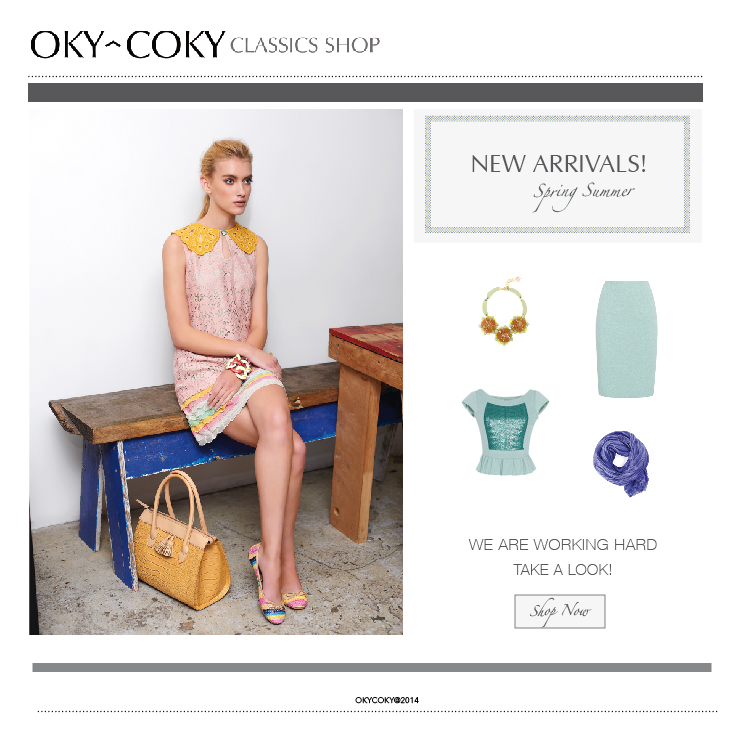 OKY^COKY CLASSICS SHOP
NEW ARRIVALS!
Spring Summer
WE ARE WORKING HARD
TAKE A LOOK!
Shop Now
OKYCOKY@2014